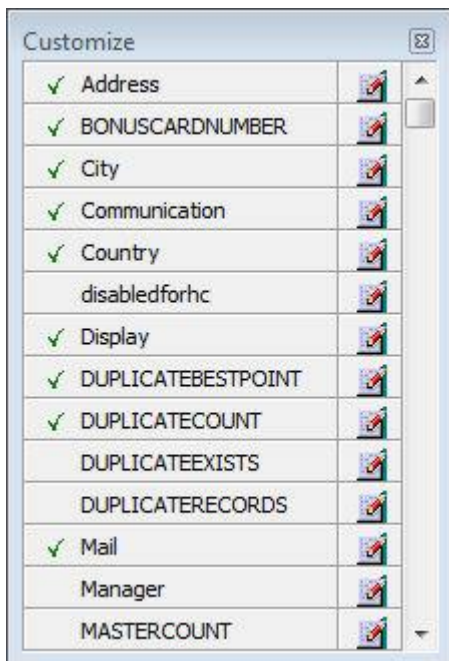 Customize
Address
BONUSCARDNUMBER
City
Communication
Country
disabledforhc
Display
DUPLICATEBESTPOINT
DUPLICATECOUNT
DUPLICATEEXISTS
DUPLICATERECORDS
Mail
Manager
MASTERCOUNT